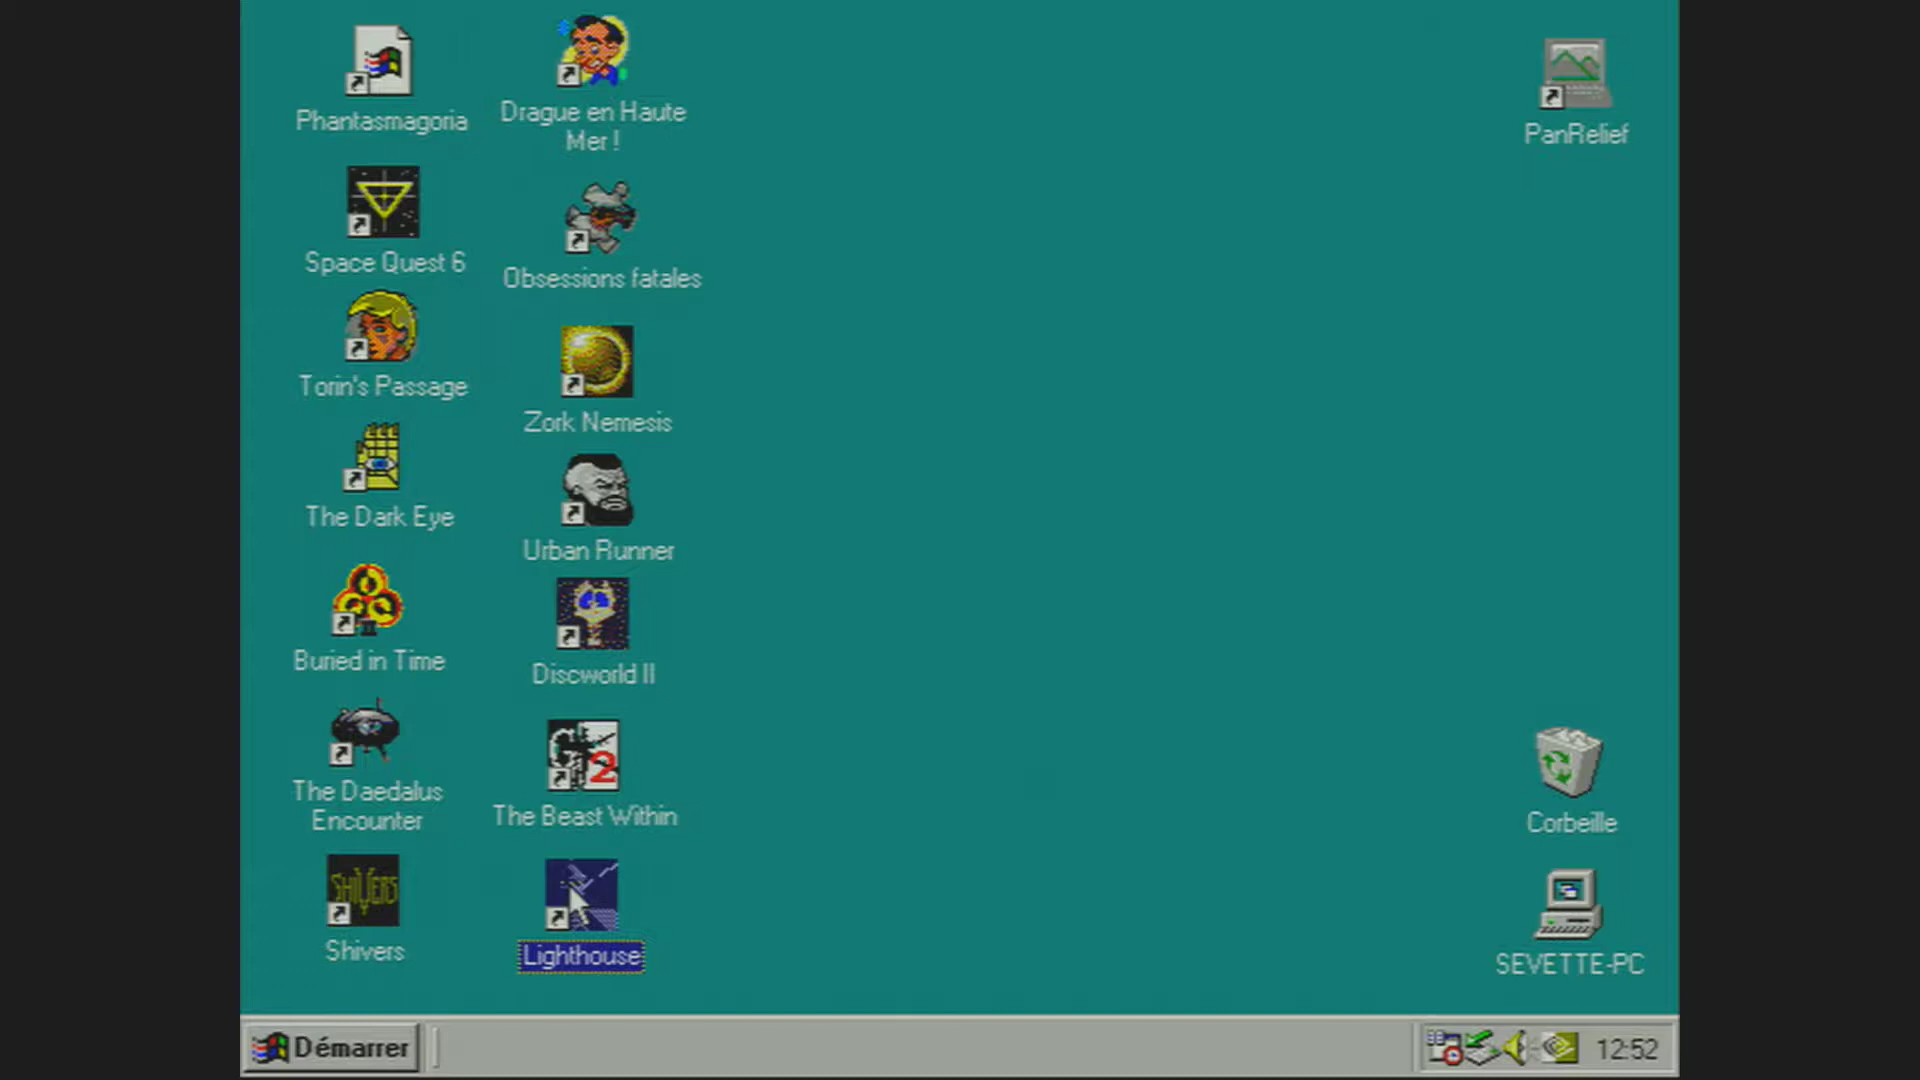 Phantasmagoria
Space Quest 6
Torin's Passage
The Dark Eye
Buried in Time
The Daedalus
Encounter
SHIVERS
Shivers
Drague en Haute
Mer !
Obsessions fatales
Zork Nemesis
Urban Runner
Discworld II
2
The Beast Within
Lighthouse
PanRelief
Corbeille
SEVETTE-PC
Démarrer
12:52